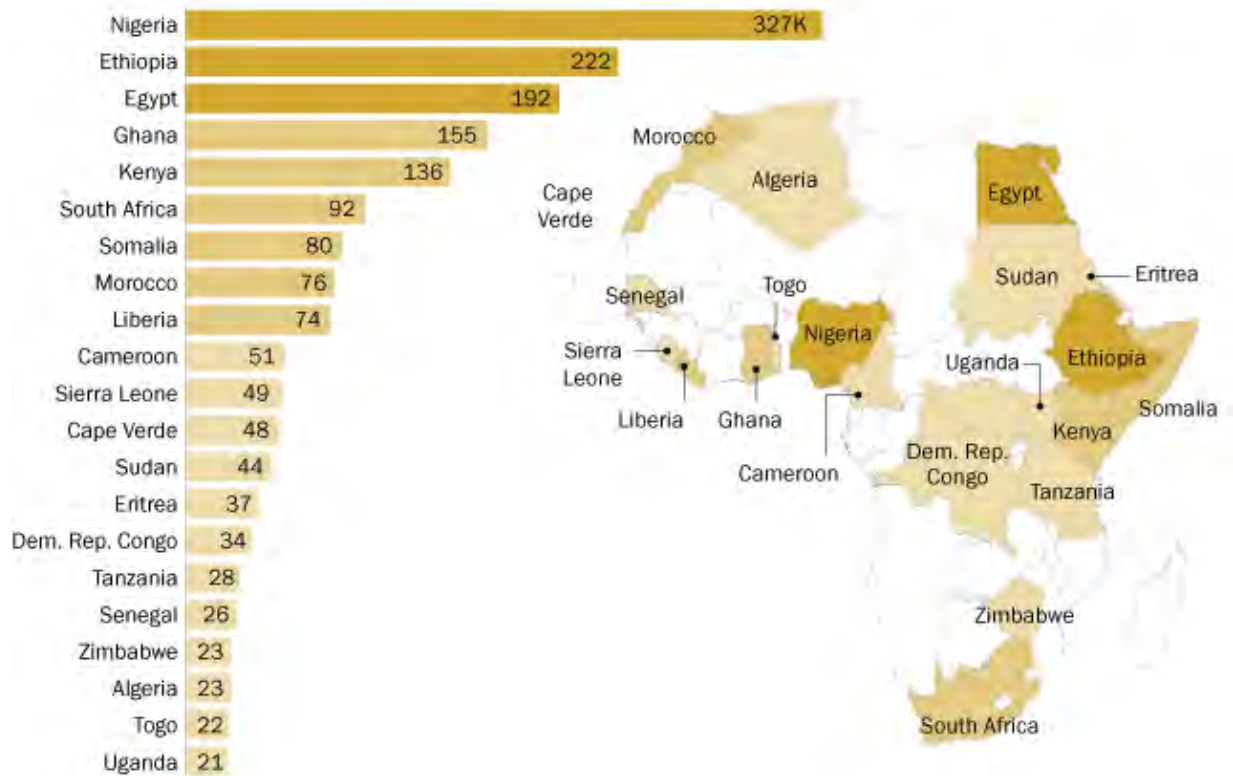 Nigeria 327K
Ethiopia 222
Egypt 192
Ghana 155
Kenya 136
South Africa 92
Somalia 80
Morocco 76
Liberia 74
Cameroon 51
Sierra Leone 49
Cape Verde 48
Sudan 44
Eritrea 37
Dem. Rep. Congo 34
Tanzania 28
Senegal 26
Zimbabwe 23
Algeria 23
Togo 22
Uganda 21
Morocco
Algeria
Cape
Verde
Egypt
Sudan
Eritrea
Senegal
Togo
Nigeria
Sierra
Leone
Uganda
Ethiopia
Liberia
Ghana
Somalia
Kenya
Cameroon
Dem. Rep.
Congo
Tanzania
Zimbabwe
South Africa